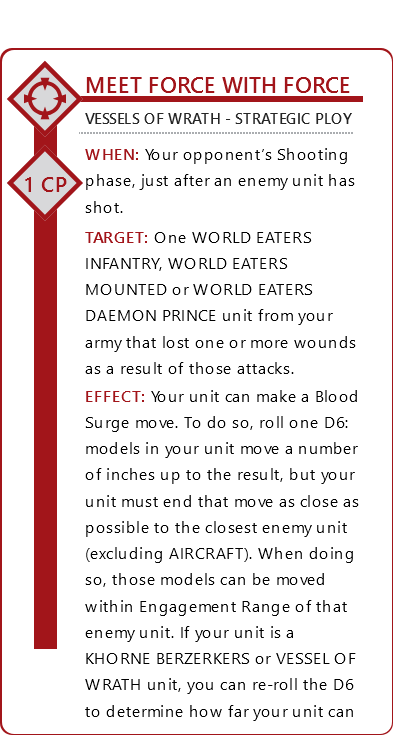 MEET FORCE WITH FORCE
VESSELS OF WRATH - STRATEGIC PLOY
1 CP
WHEN: Your opponent's Shooting
phase, just after an enemy unit has
shot.
TARGET: One WORLD EATERS
INFANTRY, WORLD EATERS
MOUNTED or WORLD EATERS
DAEMON PRINCE unit from your
army that lost one or more wounds
as a result of those attacks.
EFFECT: Your unit can make a Blood
Surge move. To do so, roll one D6:
models in your unit move a number
of inches up to the result, but your
unit must end that move as close as
possible to the closest enemy unit
(excluding AIRCRAFT). When doing
so, those models can be moved
within Engagement Range of that
enemy unit. If your unit is a
KHORNE BERZERKERS or VESSEL OF
WRATH unit, you can re-roll the D6
to determine how far your unit can